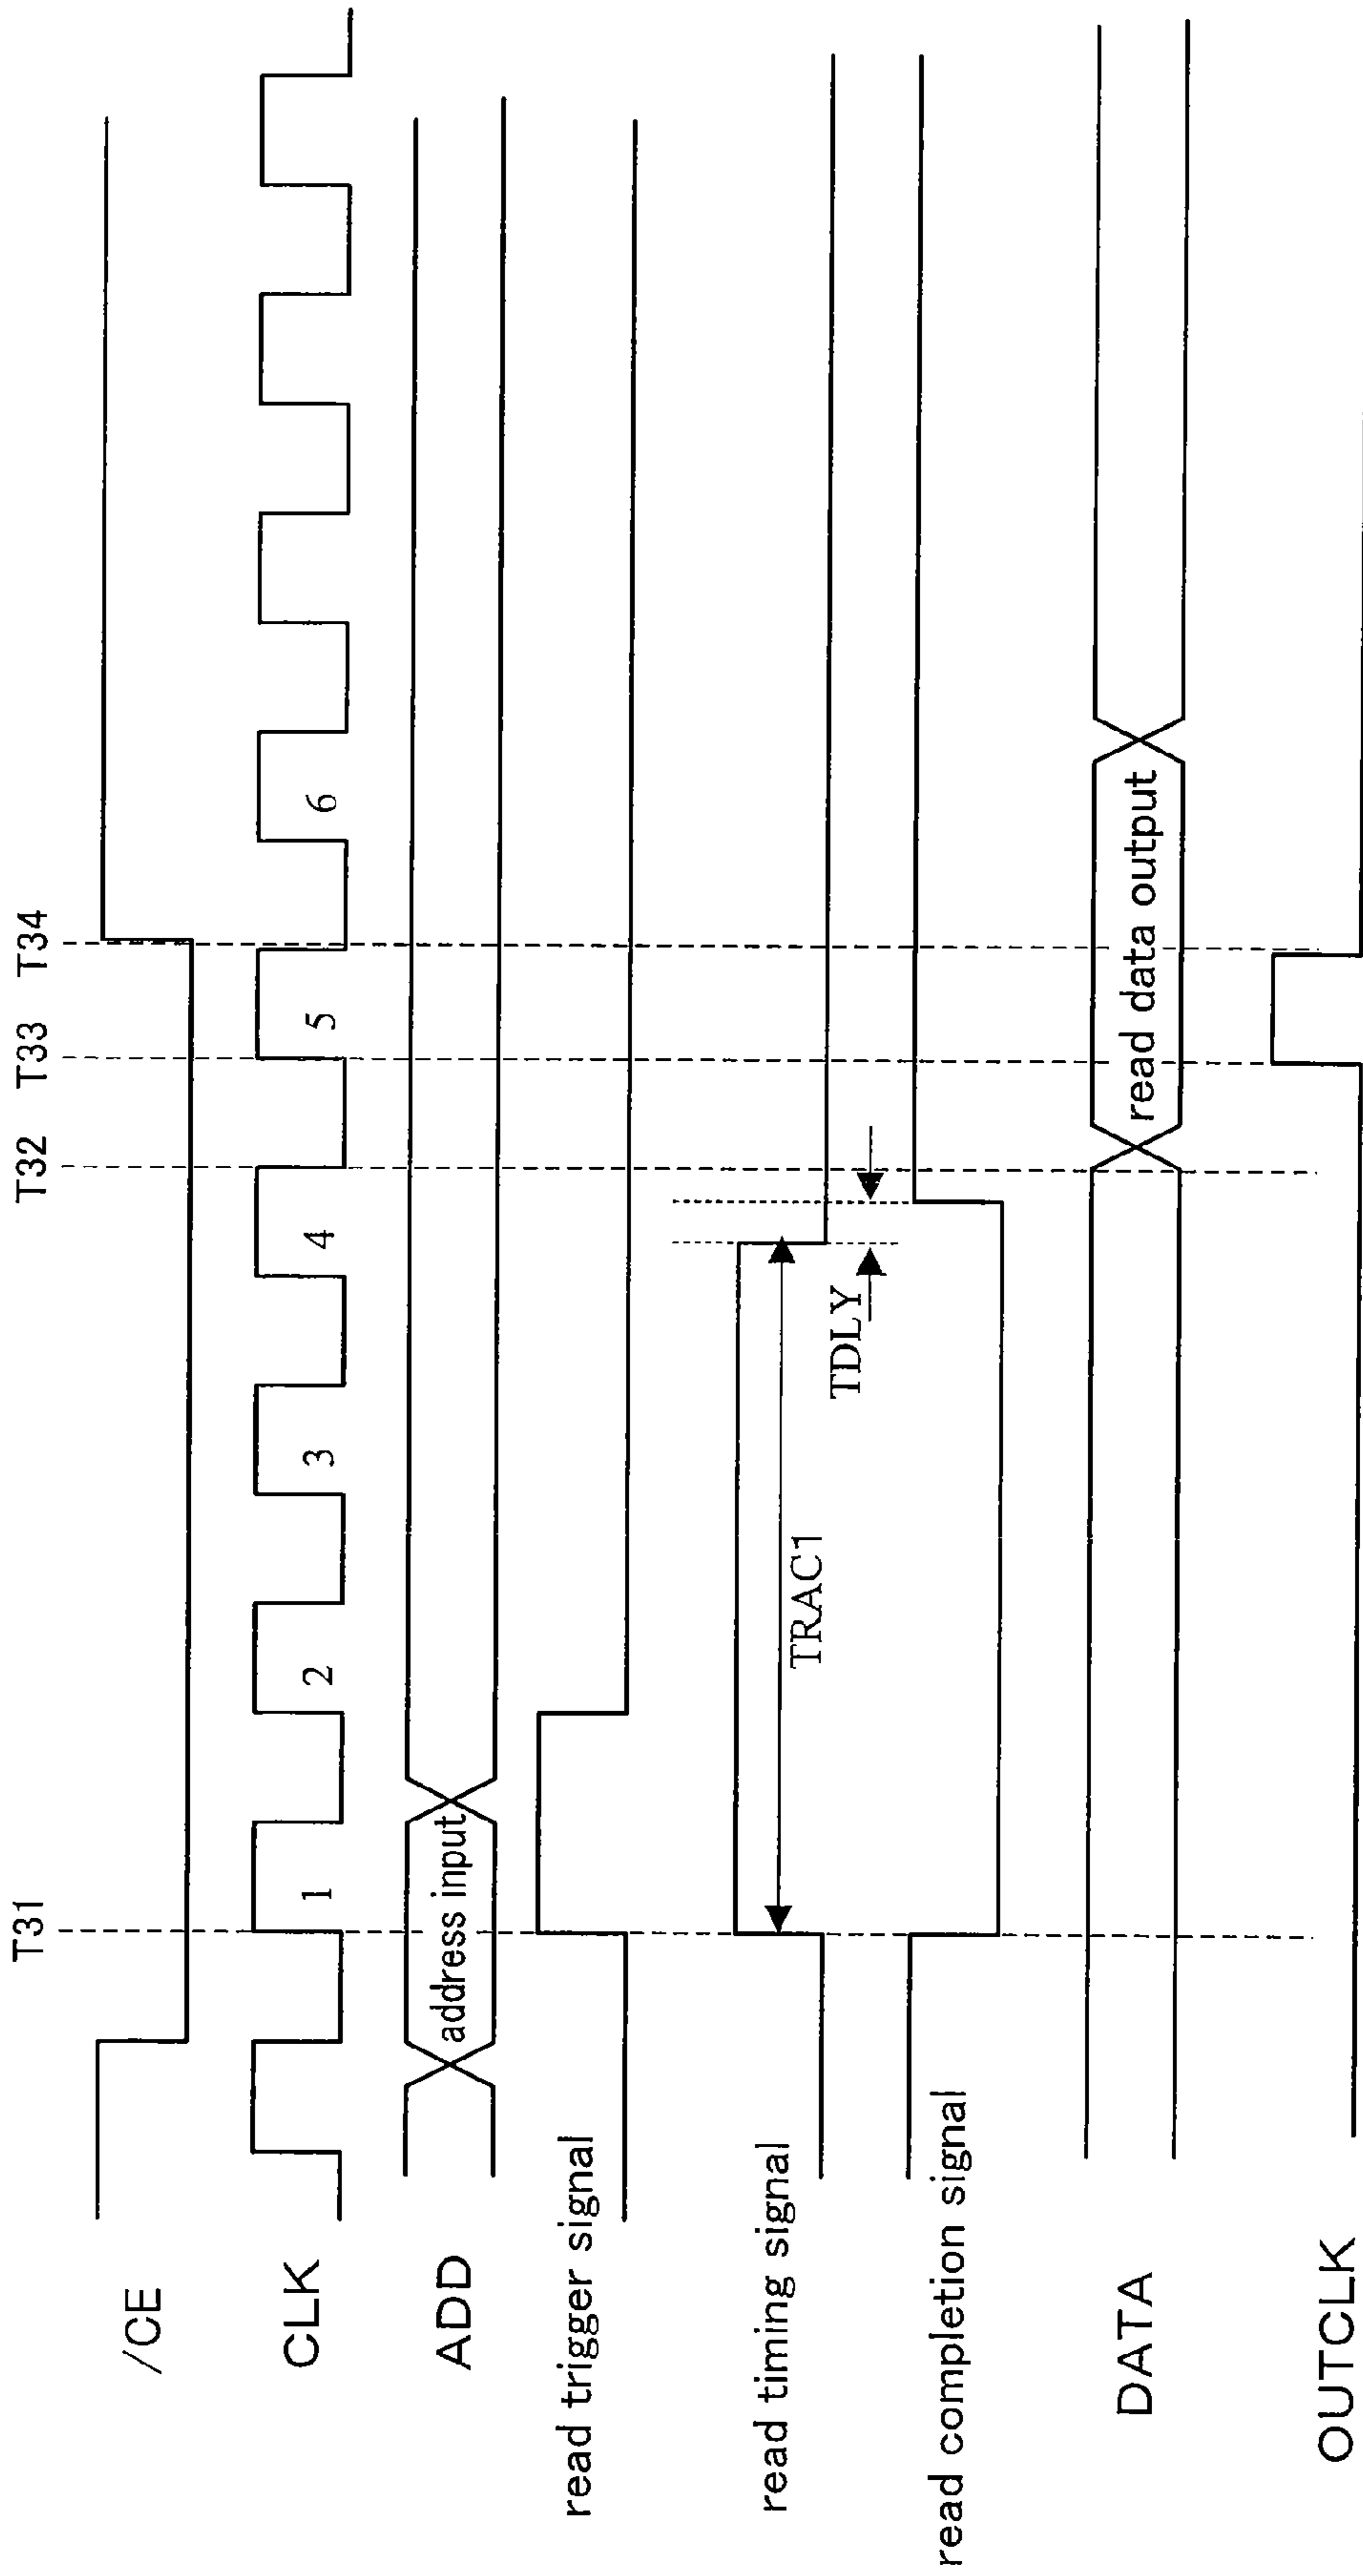 T31
T32
T33
T34
/CE
CLK
1
2
3
4
5
6
ADD
address input
read trigger signal
read timing signal
TRAC1
TDLY
read completion signal
DATA
read data output
OUTCLK